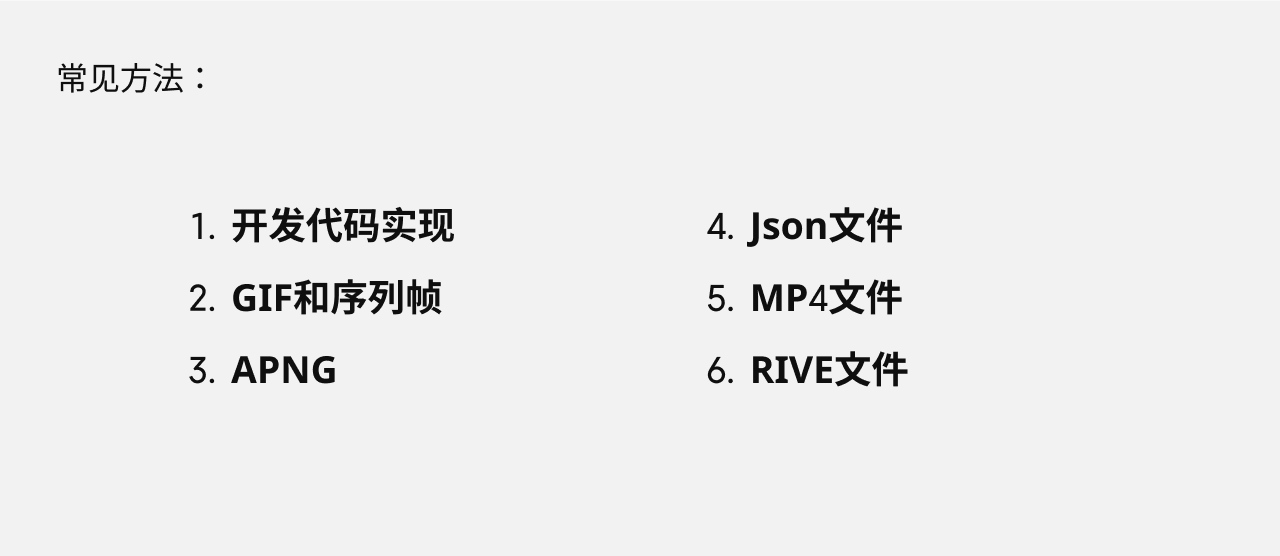 常见方法：
1. 开发代码实现
2. GIF和序列帧
3. APNG
4. Json文件
5. MP4文件
6. RIVE文件